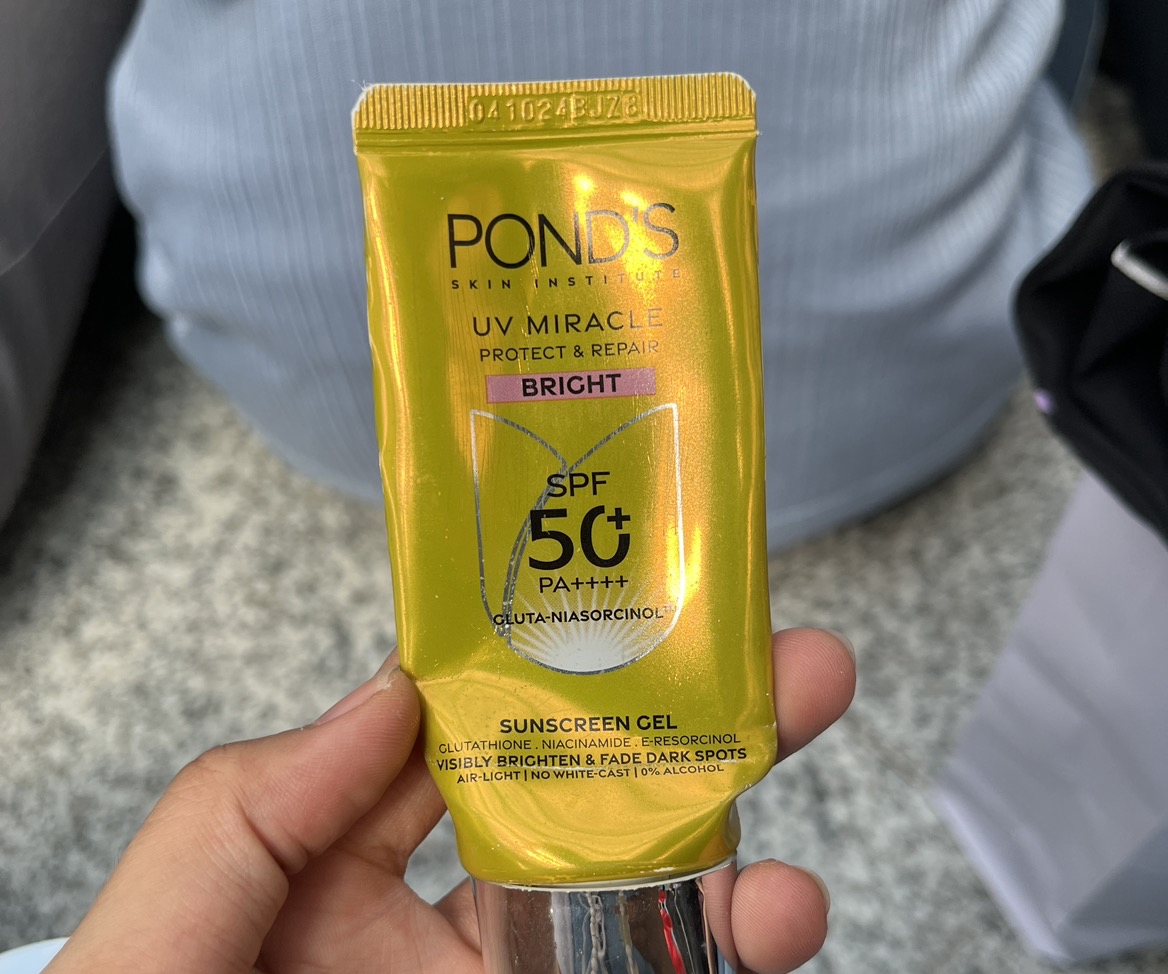 041024BJZ8
POND'S
SKIN INSTITUTE
UV MIRACLE
PROTECT & REPAIR
BRIGHT
SPF
50+
PA++++
GLUTA-NIASORCINOL™
SUNSCREEN GEL
GLUTATHIONE . NIACINAMIDE . E-RESORCINOL
VISIBLY BRIGHTEN & FADE DARK SPOTS
AIR-LIGHT | NO WHITE-CAST | 0% ALCOHOL